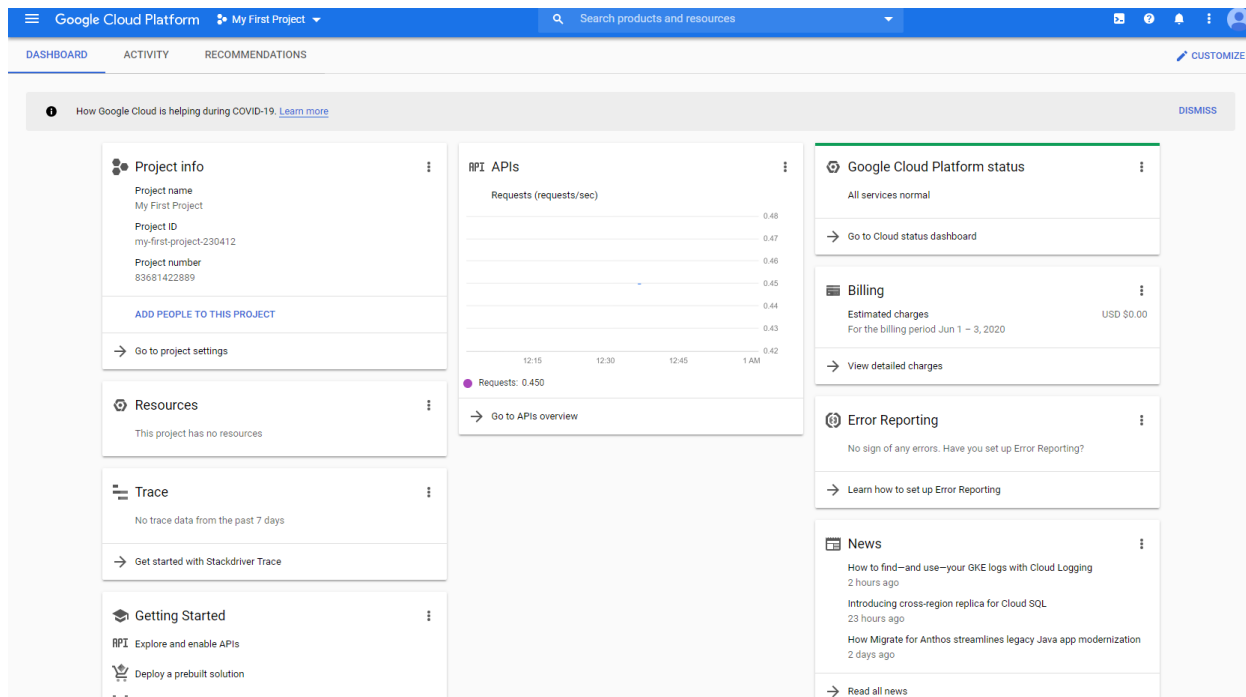 Google Cloud Platform My First Project Search products and resources
DASHBOARD ACTIVITY RECOMMENDATIONS CUSTOMIZE
How Google Cloud is helping during COVID-19. Learn more DISMISS
Project info
Project name
My First Project
Project ID
my-first-project-230412
Project number
83681422889
ADD PEOPLE TO THIS PROJECT
Go to project settings
Resources
This project has no resources
Trace
No trace data from the past 7 days
Get started with Stackdriver Trace
Getting Started
API Explore and enable APIs
Deploy a prebuilt solution
API APIs
Requests (requests/sec)
0.48
0.47
0.46
0.45
0.44
0.43
0.42
12:15 12:30 12:45 1 AM
Requests: 0.450
Go to APIs overview
Google Cloud Platform status
All services normal
Go to Cloud status dashboard
Billing
Estimated charges USD $0.00
For the billing period Jun 1 – 3, 2020
View detailed charges
Error Reporting
No sign of any errors. Have you set up Error Reporting?
Learn how to set up Error Reporting
News
How to find—and use—your GKE logs with Cloud Logging
2 hours ago
Introducing cross-region replica for Cloud SQL
23 hours ago
How Migrate for Anthos streamlines legacy Java app modernization
2 days ago
Read all news